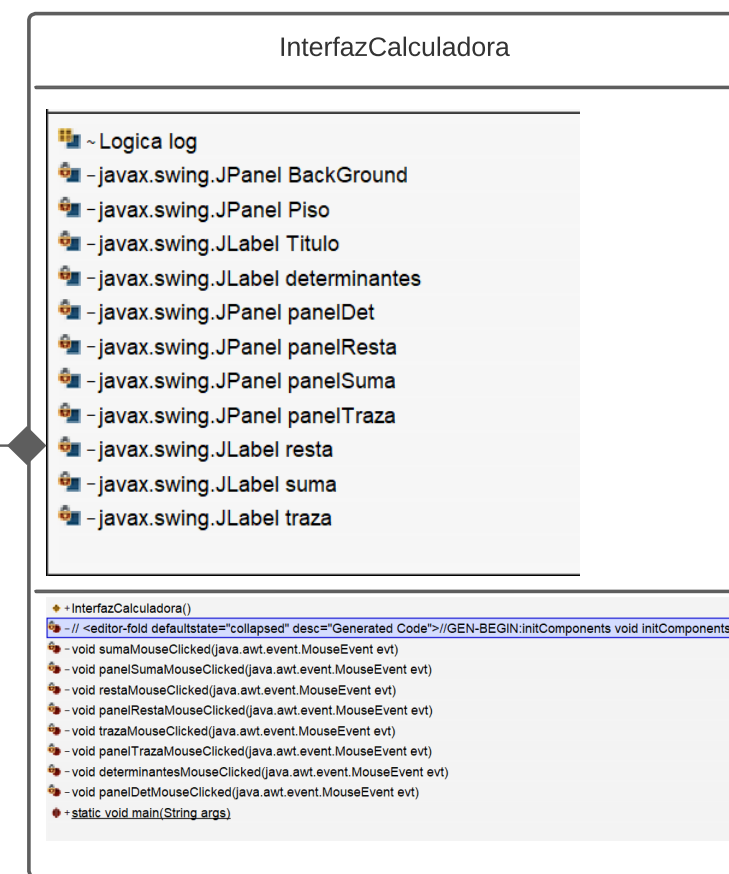 InterfazCalculadora
~ Logica log
- javax.swing.JPanel BackGround
- javax.swing.JPanel Piso
- javax.swing.JLabel Titulo
- javax.swing.JLabel determinantes
- javax.swing.JPanel panelDet
- javax.swing.JPanel panelResta
- javax.swing.JPanel panelSuma
- javax.swing.JPanel panelTraza
- javax.swing.JLabel resta
- javax.swing.JLabel suma
- javax.swing.JLabel traza
+ InterfazCalculadora()
- // <editor-fold defaultstate="collapsed" desc="Generated Code">//GEN-BEGIN:initComponents void initComponents
- void sumaMouseClicked(java.awt.event.MouseEvent evt)
- void panelSumaMouseClicked(java.awt.event.MouseEvent evt)
- void restaMouseClicked(java.awt.event.MouseEvent evt)
- void panelRestaMouseClicked(java.awt.event.MouseEvent evt)
- void trazaMouseClicked(java.awt.event.MouseEvent evt)
- void panelTrazaMouseClicked(java.awt.event.MouseEvent evt)
- void determinantesMouseClicked(java.awt.event.MouseEvent evt)
- void panelDetMouseClicked(java.awt.event.MouseEvent evt)
+ static void main(String args)